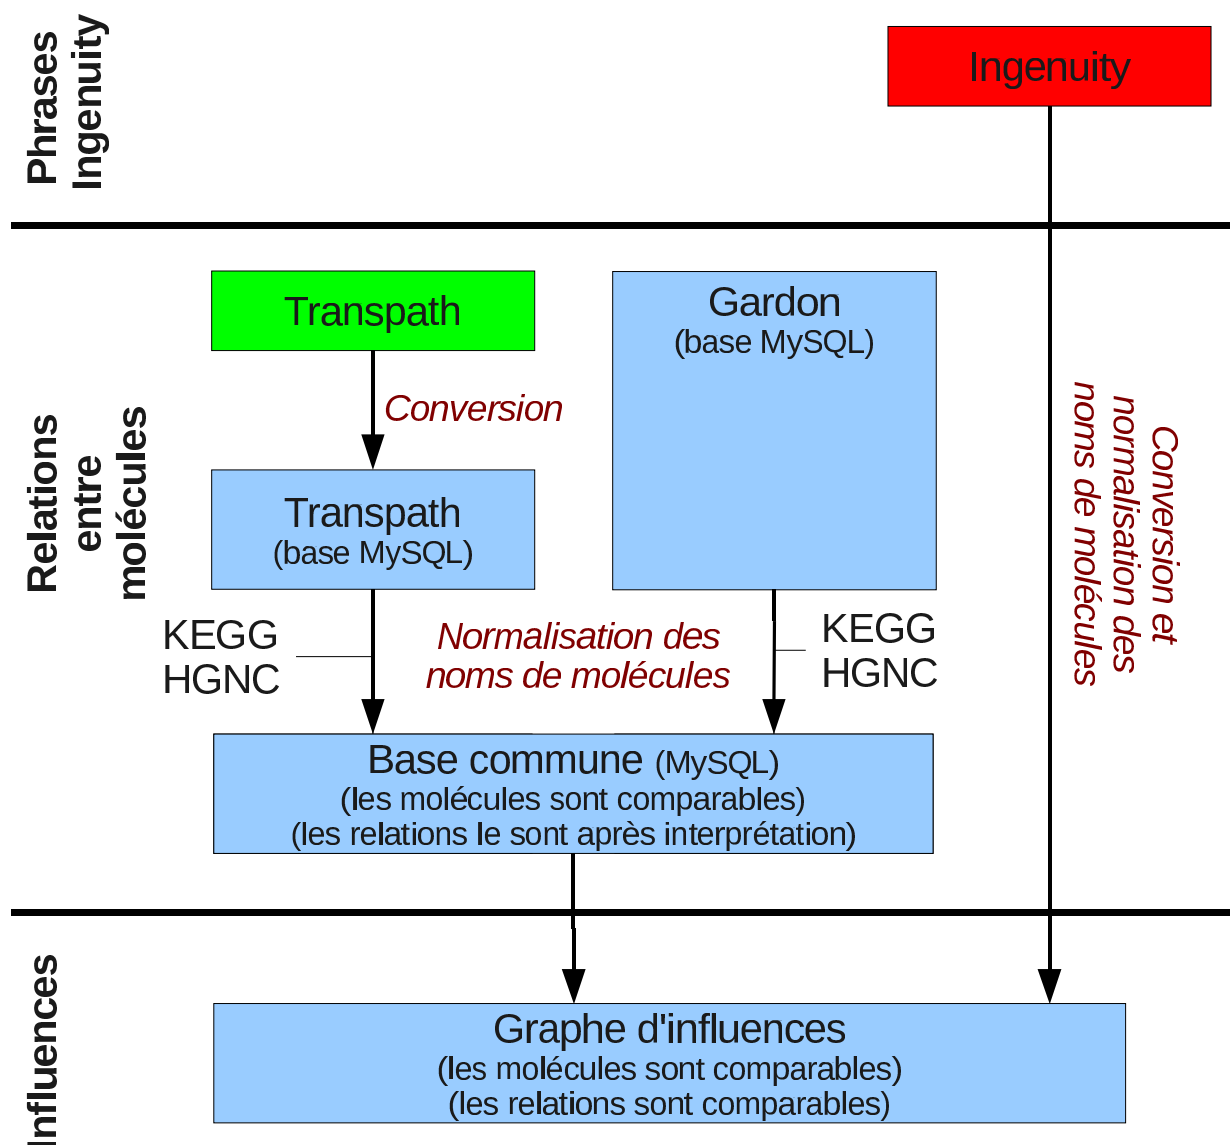 Phrases
Ingenuity
Ingenuity
Relations
entre
molécules
Transpath
Gardon
(base MySQL)
Conversion
Transpath
(base MySQL)
Conversion et
normalisation des
noms de molécules
KEGG
HGNC
Normalisation des
noms de molécules
KEGG
HGNC
Base commune (MySQL)
(les molécules sont comparables)
(les relations le sont après interprétation)
Influences
Graphe d'influences
(les molécules sont comparables)
(les relations sont comparables)